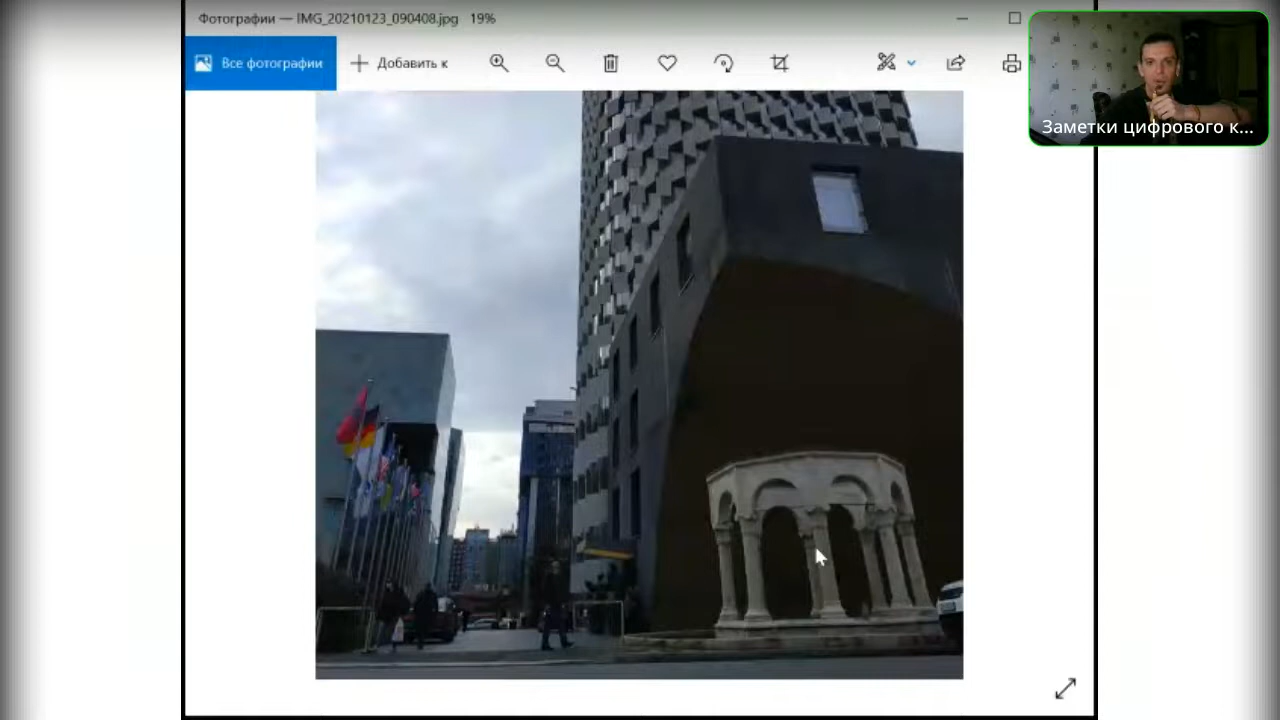 Фотографии — IMG_20210123_090408.jpg 19%
Все фотографии
Добавить к
Заметки цифрового к...